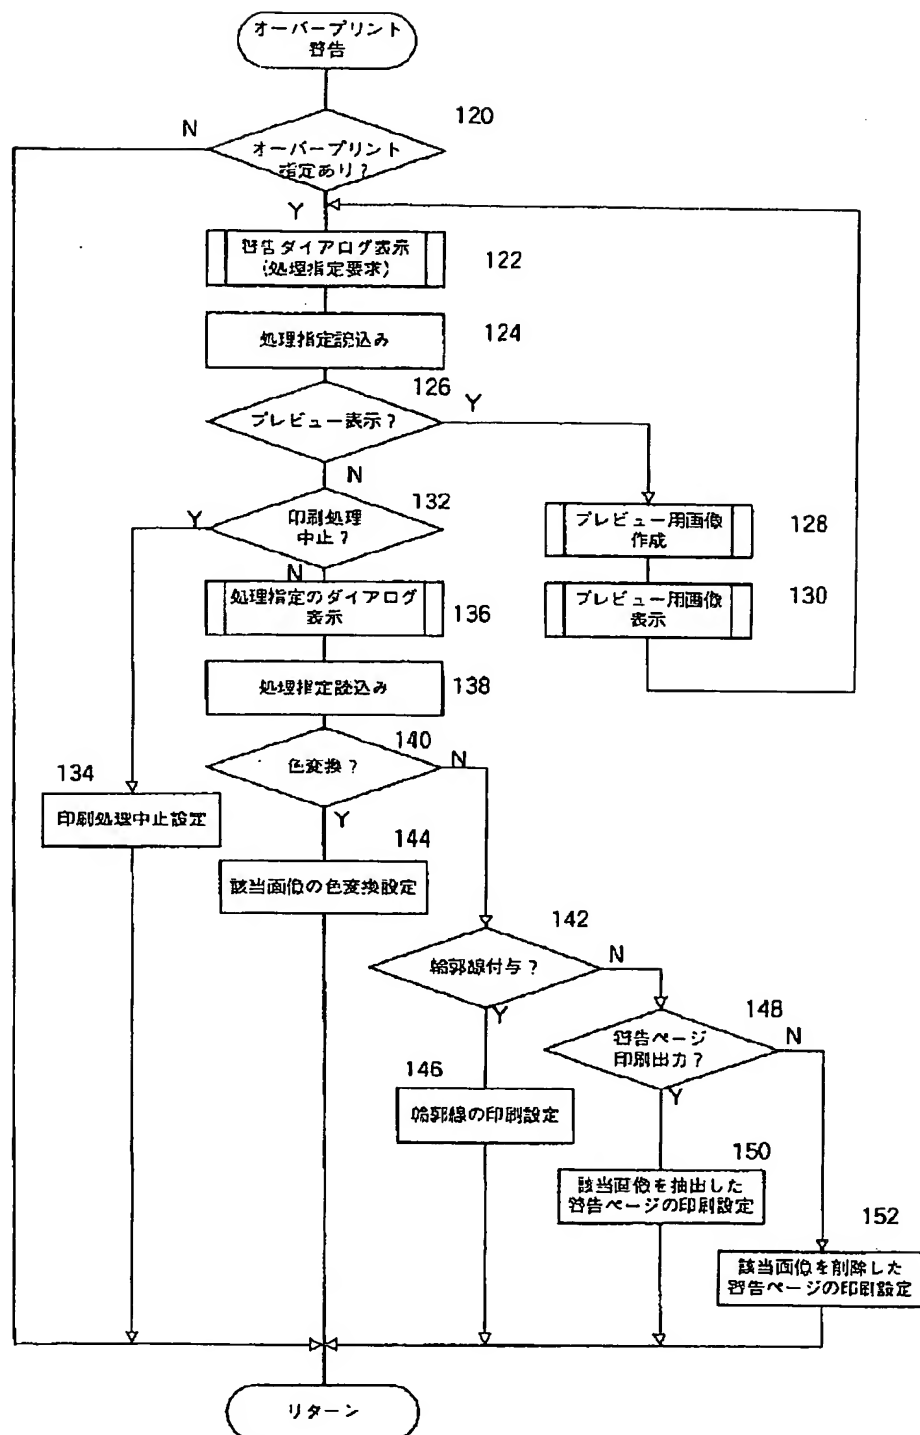 オーバープリント
警告
120
N
オーバープリント
指定あり?
Y
警告ダイアログ表示
(処理指定要求)
122
処理指定読込み
124
126
プレビュー表示?
Y
N
132
Y
印刷処理
中止?
N
プレビュー用画像
作成
128
処理指定のダイアログ
表示
136
プレビュー用画像
表示
130
処理指定読込み
138
140
色変換?
N
134
Y
印刷処理中止設定
144
該当画像の色変換設定
142
輪郭線付与?
N
Y
148
警告ページ
印刷出力?
N
Y
146
輪郭線の印刷設定
150
該当画像を抽出した
警告ページの印刷設定
152
該当画像を削除した
警告ページの印刷設定
リターン